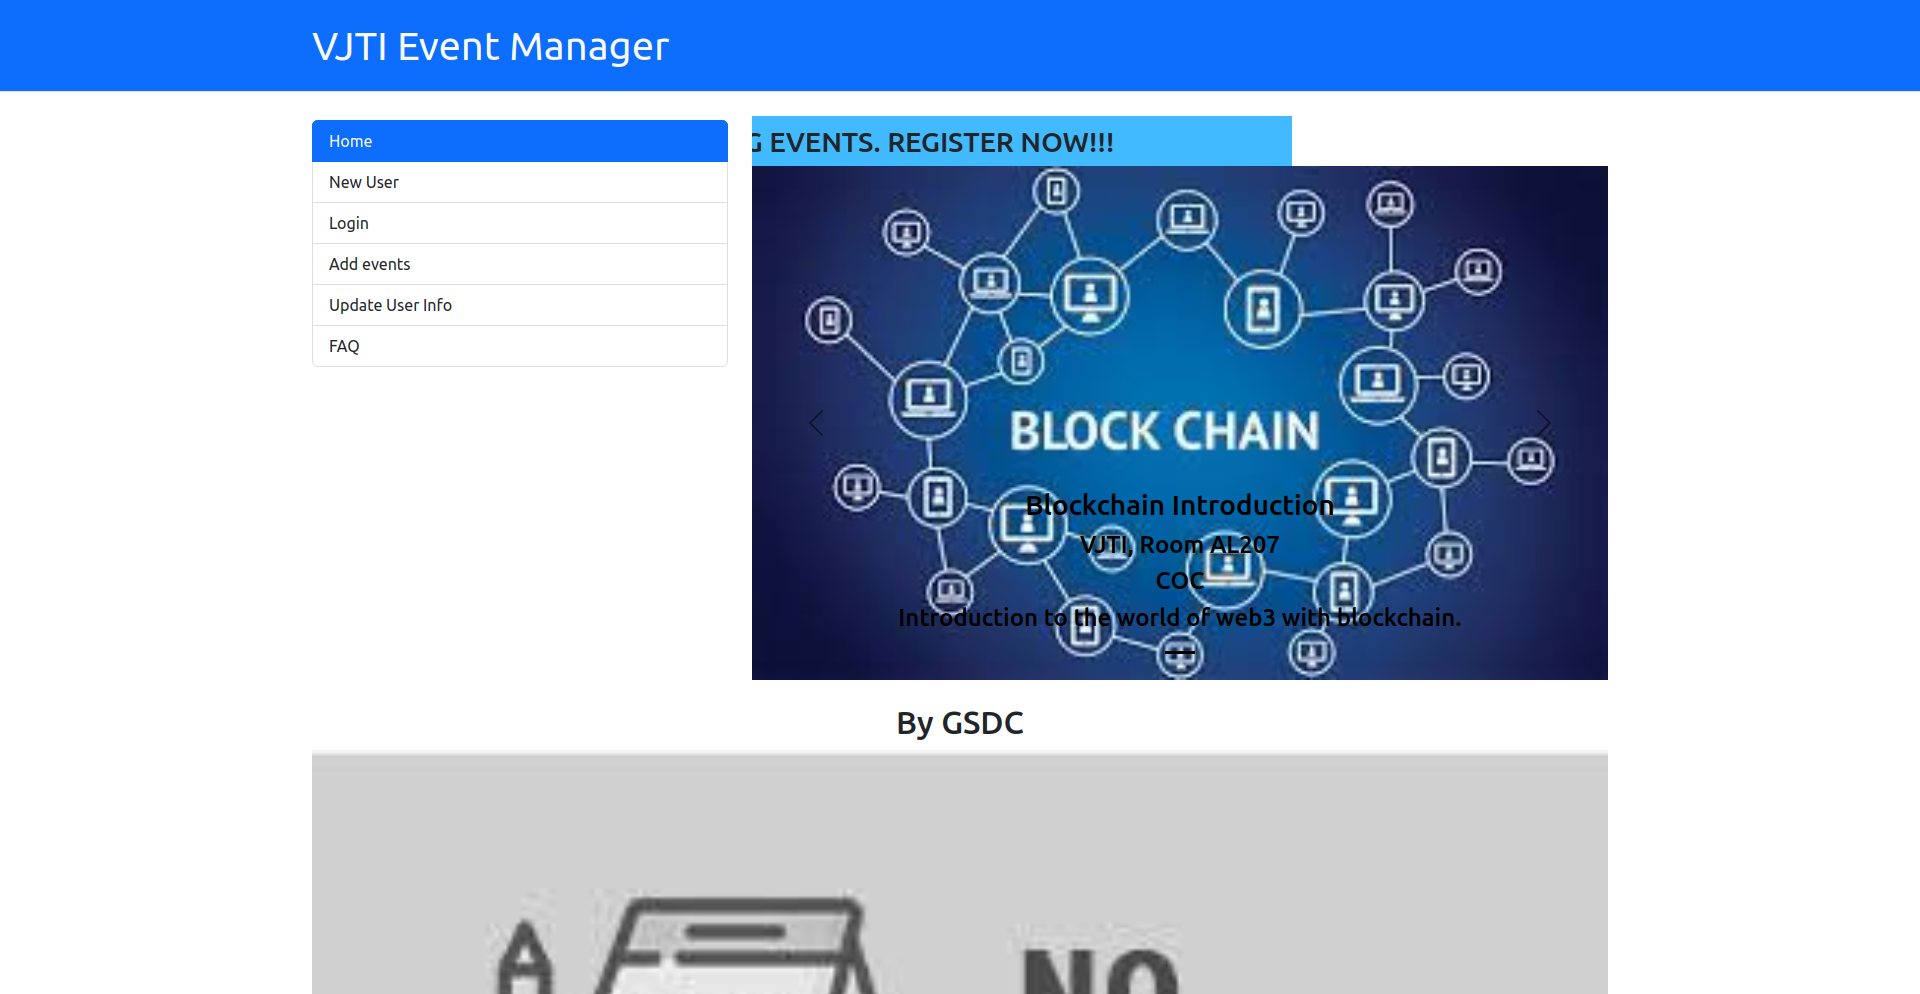 VJTI Event Manager
Home
New User
Login
Add events
Update User Info
FAQ
EVENTS. REGISTER NOW!!!
BLOCK CHAIN
Blockchain Introduction
VJTI, Room AL207
COC
Introduction to the world of web3 with blockchain.
By GSDC
NO